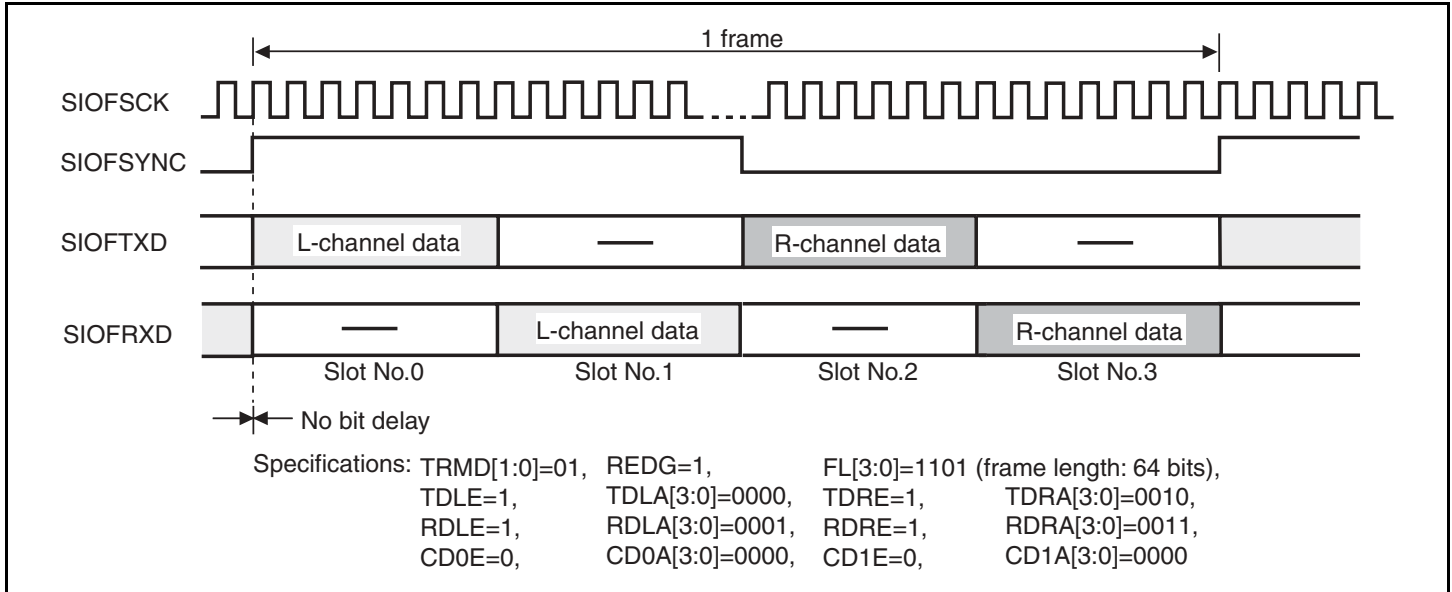 1 frame
SIOFSCK
SIOFSYNC
SIOFTXD L-channel data — R-channel data —
SIOFRXD — L-channel data — R-channel data
Slot No.0 Slot No.1 Slot No.2 Slot No.3
No bit delay
Specifications: TRMD[1:0]=01, REDG=1, FL[3:0]=1101 (frame length: 64 bits),
TDLE=1, TDLA[3:0]=0000, TDRE=1, TDRA[3:0]=0010,
RDLE=1, RDLA[3:0]=0001, RDRE=1, RDRA[3:0]=0011,
CD0E=0, CD0A[3:0]=0000, CD1E=0, CD1A[3:0]=0000